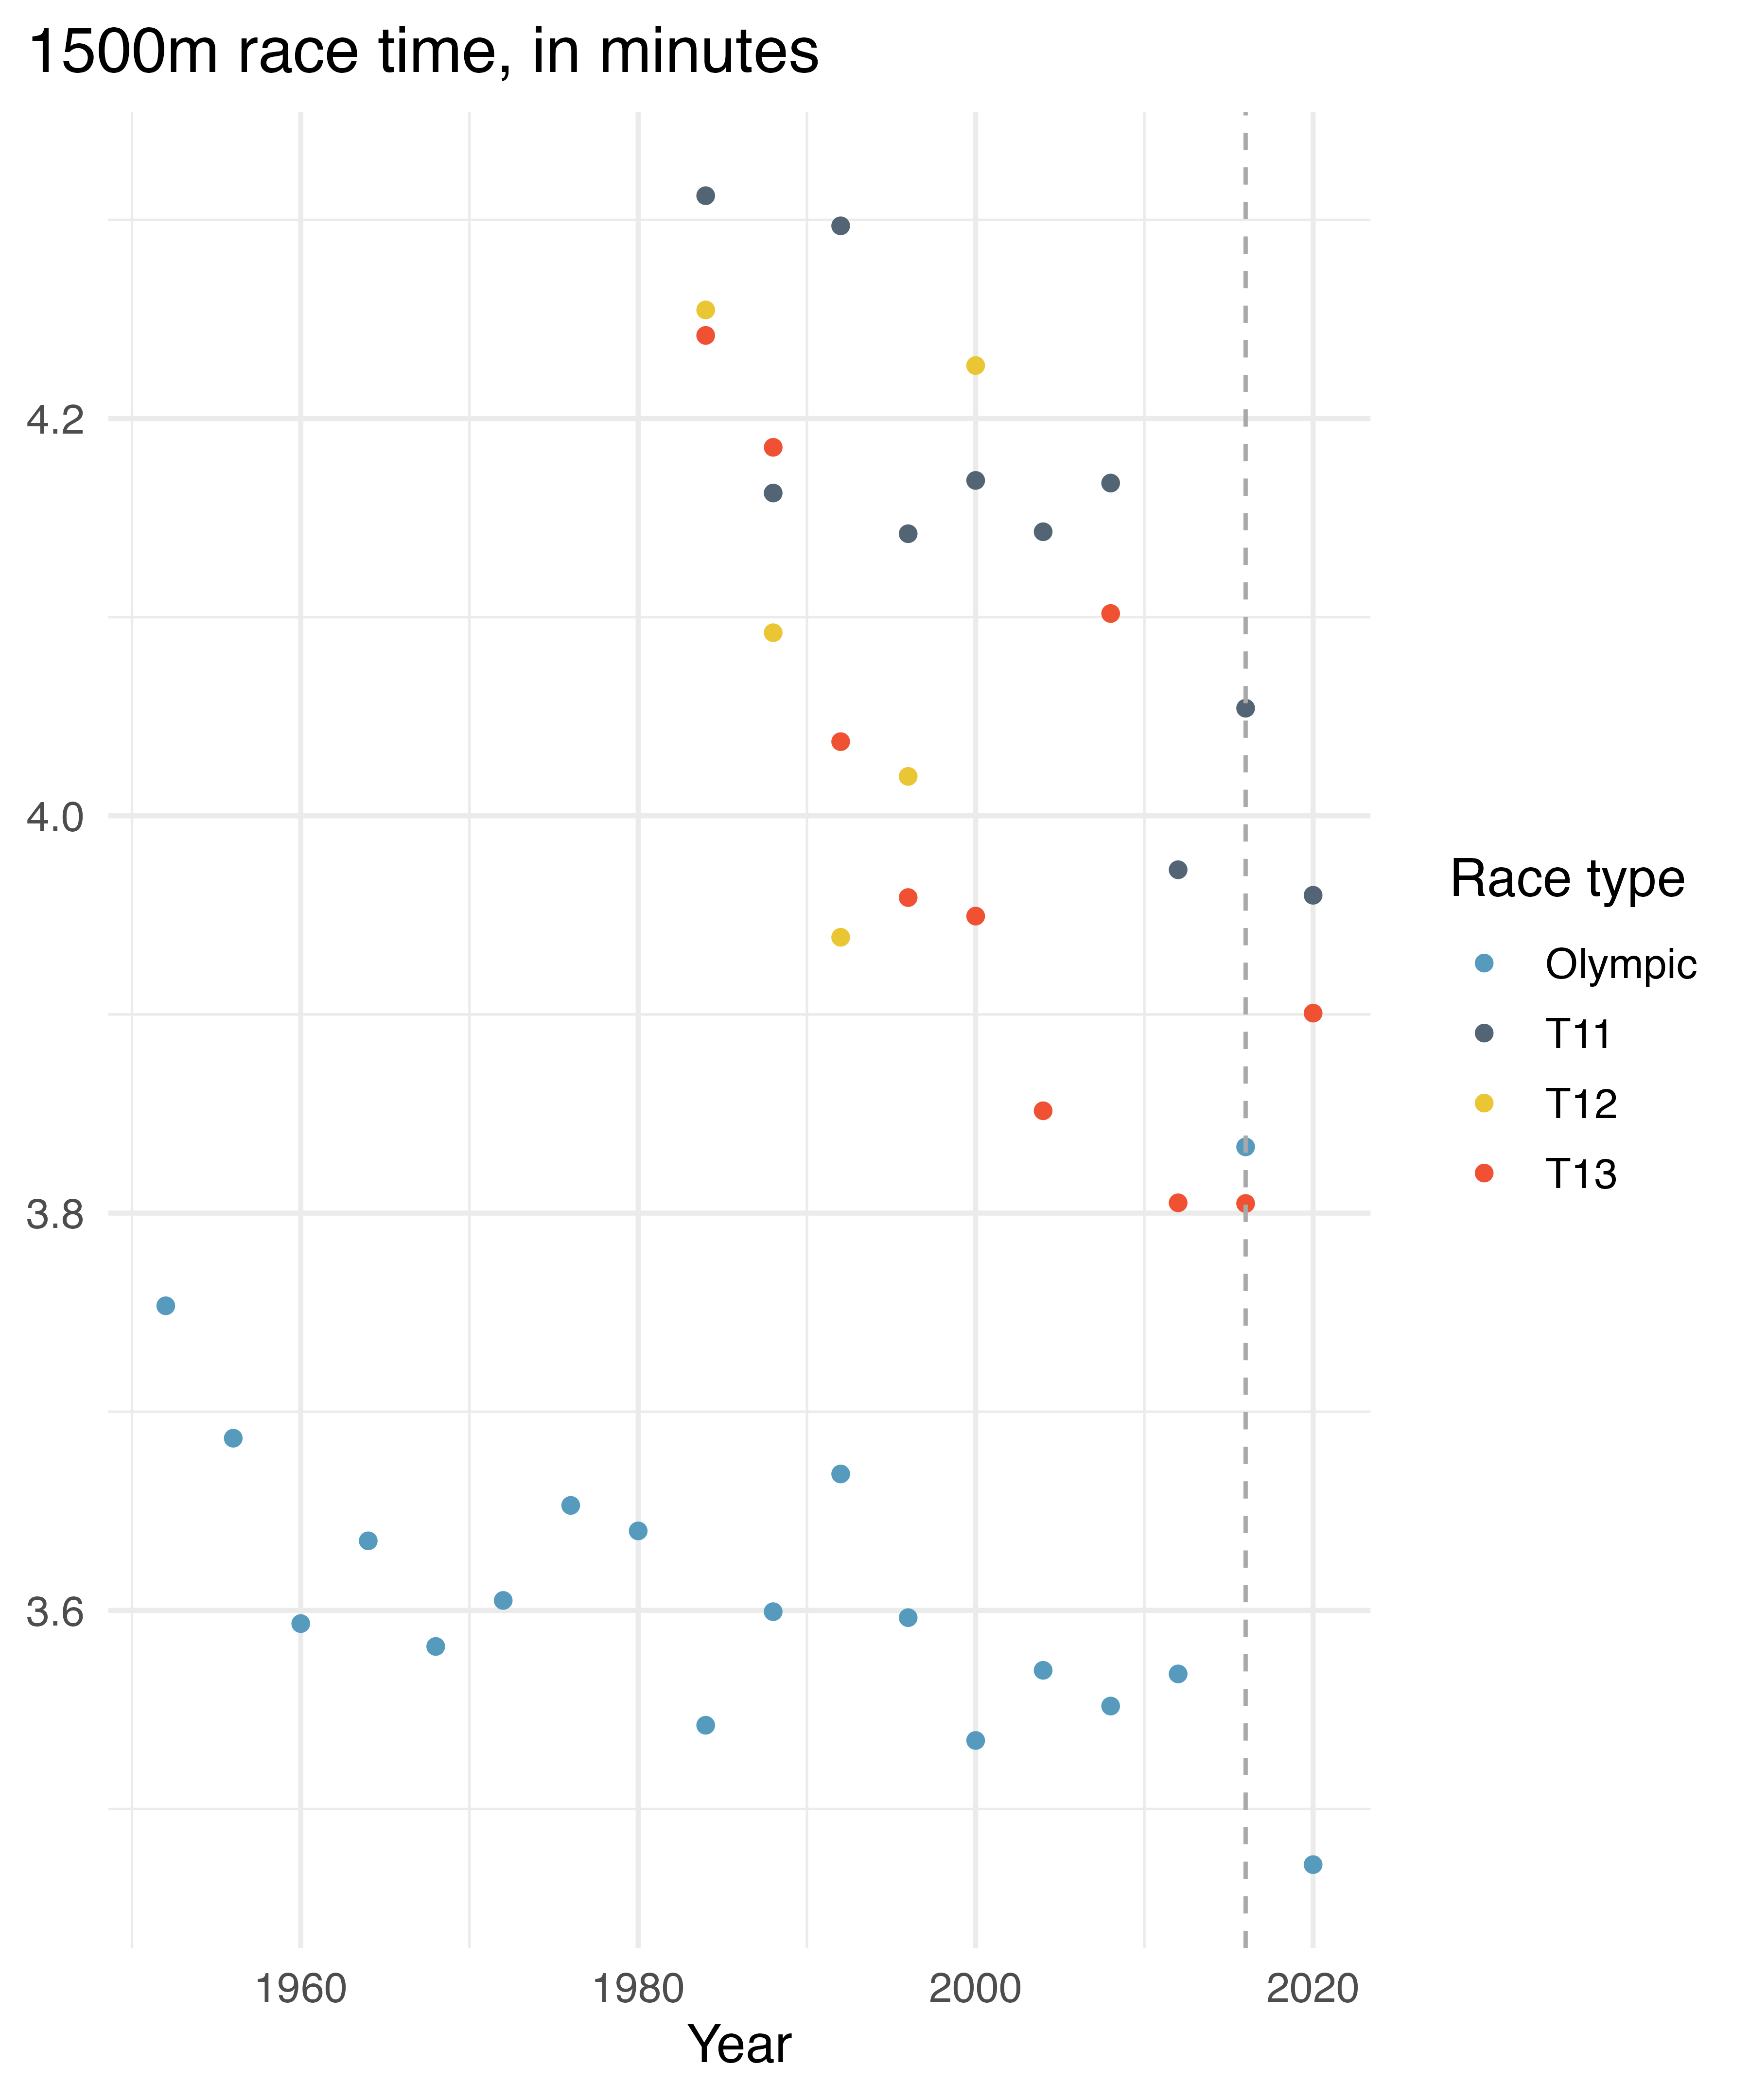 1500m race time, in minutes
4.2
4.0
3.8
3.6
1960 1980 2000 2020
Year
Race type
Olympic
T11
T12
T13